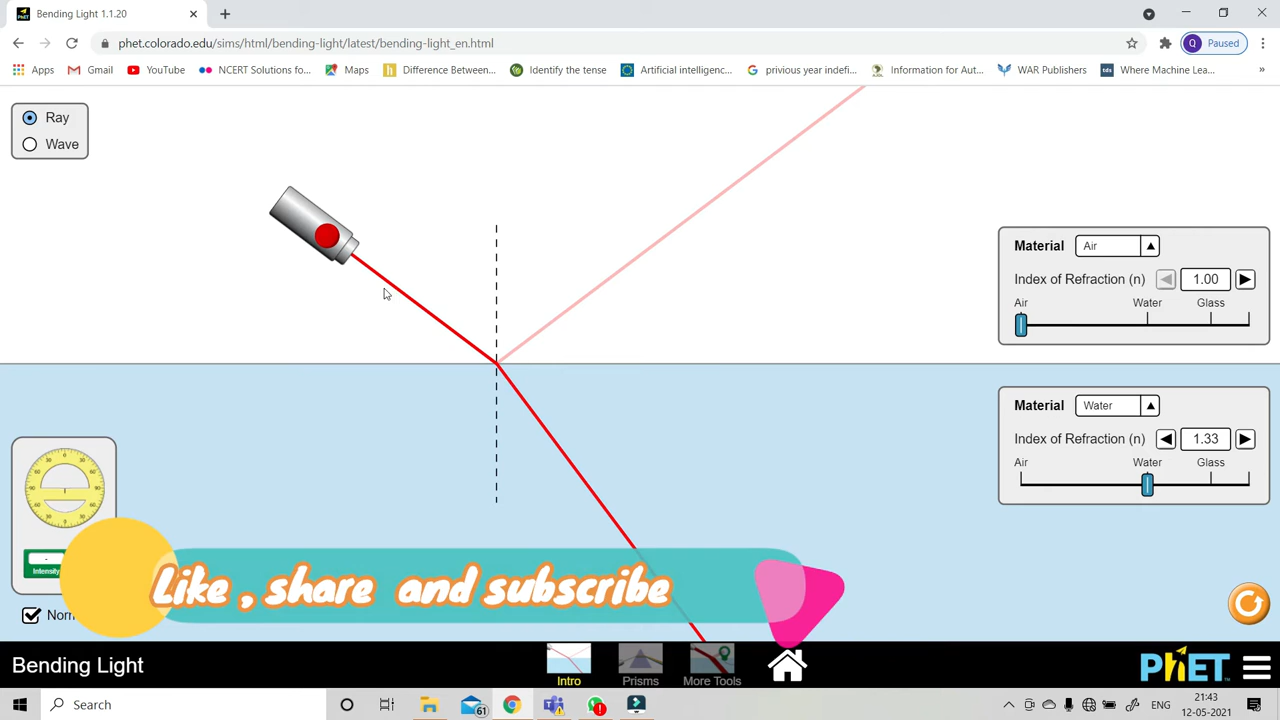 Bending Light 1.1.20
phet.colorado.edu/sims/html/bending-light/latest/bending-light_en.html
Q Paused
Apps Gmail YouTube NCERT Solutions fo... Maps Difference Between... Identify the tense Artificial intelligenc... privious year indefi... Information for Aut... WAR Publishers Where Machine Lea... »
Ray
Wave
Material Air
Index of Refraction (n) 1.00
Air Water Glass
Material Water
Index of Refraction (n) 1.33
Air Water Glass
Intensity
Like , share and subscribe
Norm
Bending Light
Intro Prisms More Tools
PhET
Search
61
ENG
21:43
12-05-2021